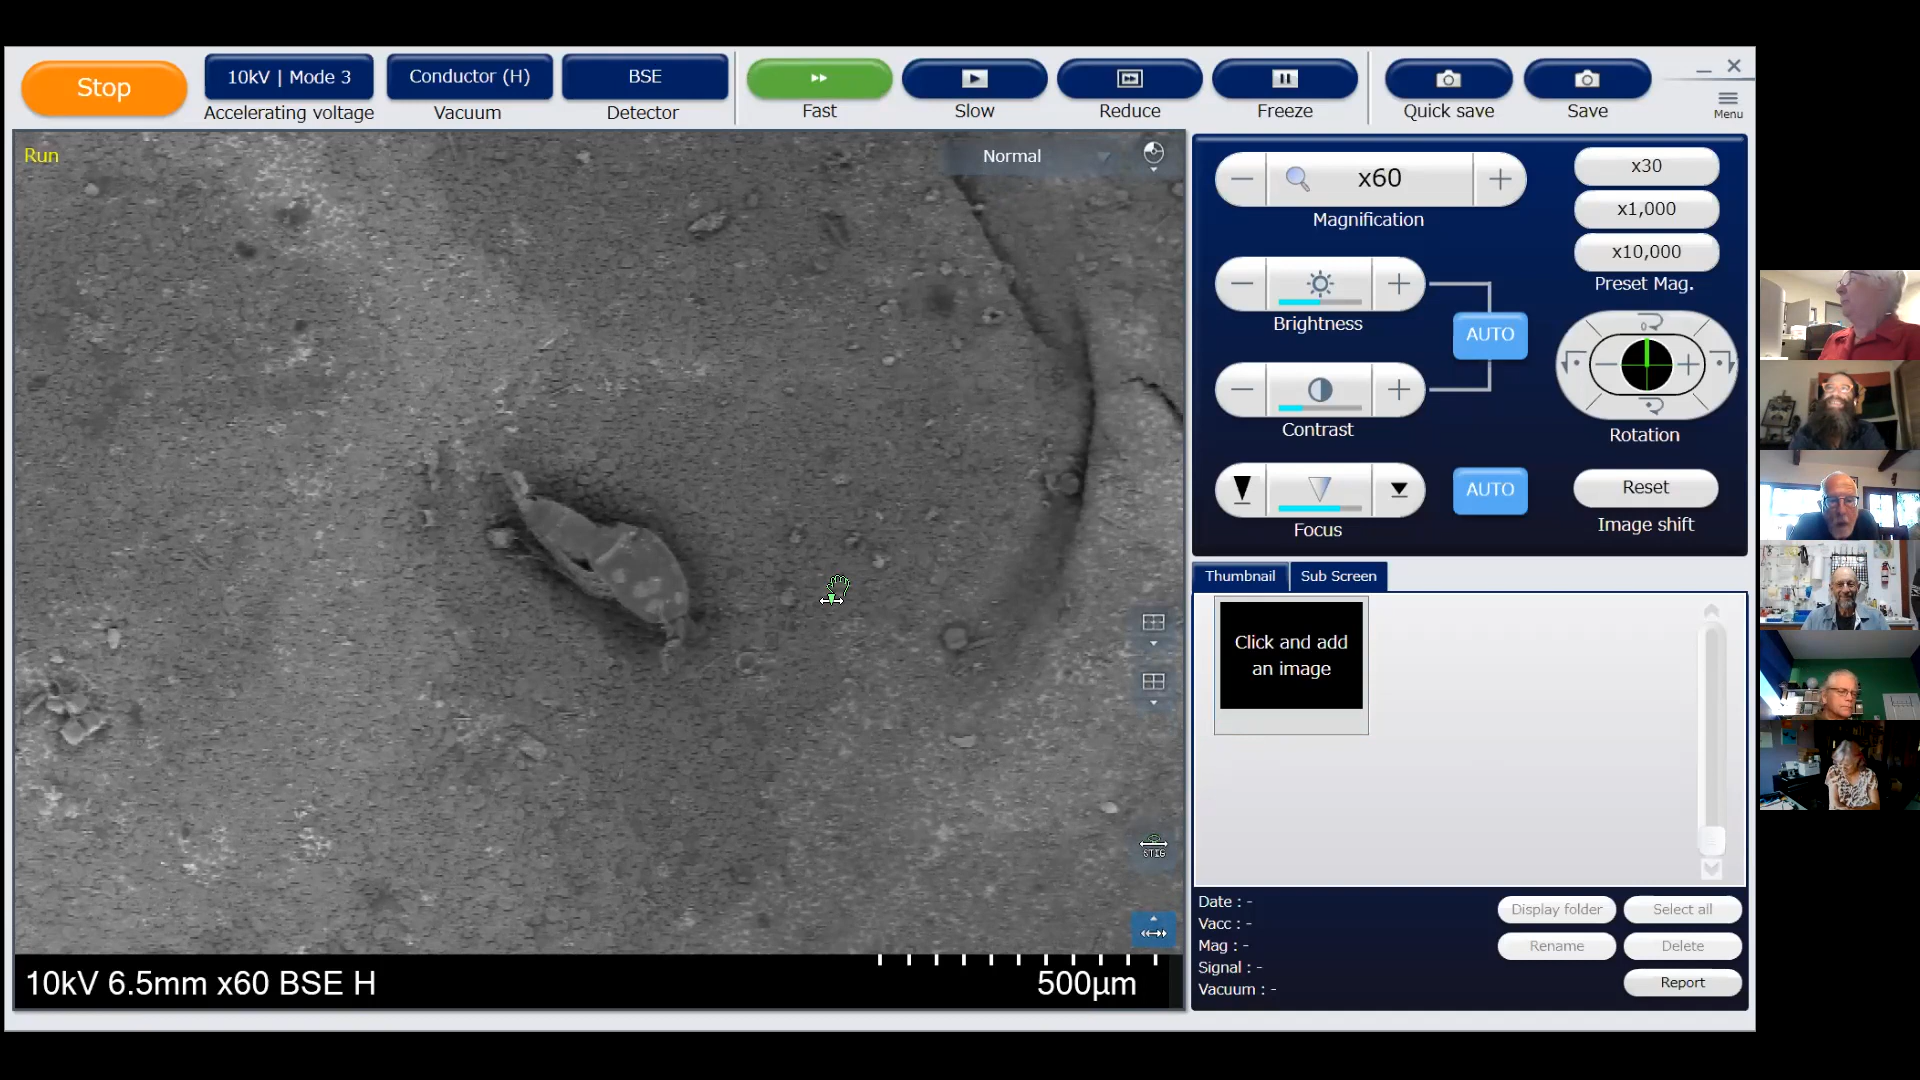 Stop
10kV | Mode 3
Accelerating voltage
Conductor (H)
Vacuum
BSE
Detector
Fast
Slow
Reduce
Freeze
Quick save
Save
Menu
Run
Normal
x60
Magnification
x30
x1,000
x10,000
Preset Mag.
Brightness
AUTO
Contrast
Rotation
Focus
AUTO
Reset
Image shift
Thumbnail
Sub Screen
Click and add
an image
STIG
Date : -
Vacc : -
Mag : -
Signal : -
Vacuum : -
Display folder
Select all
Rename
Delete
Report
10kV 6.5mm x60 BSE H
500µm